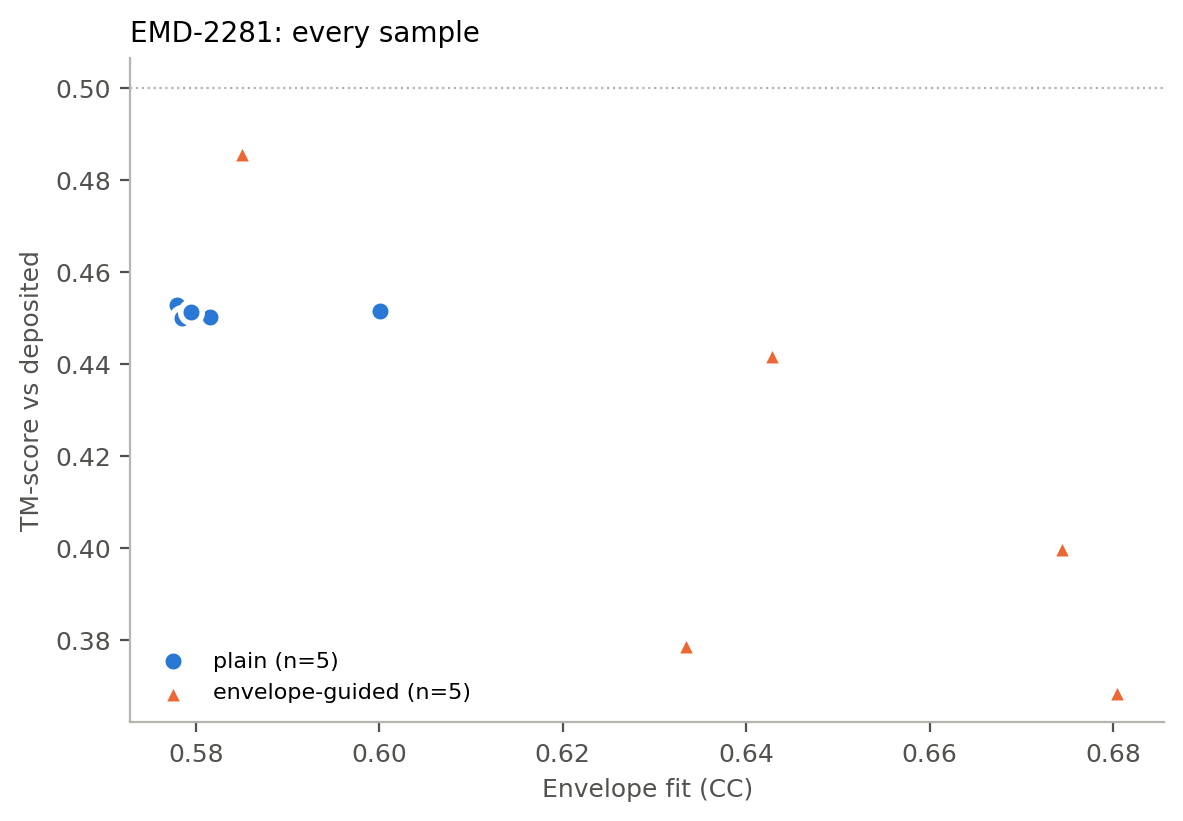 EMD-2281: every sample
TM-score vs deposited
0.50
0.48
0.46
0.44
0.42
0.40
0.38
plain (n=5)
envelope-guided (n=5)
0.58
0.60
0.62
0.64
0.66
0.68
Envelope fit (CC)